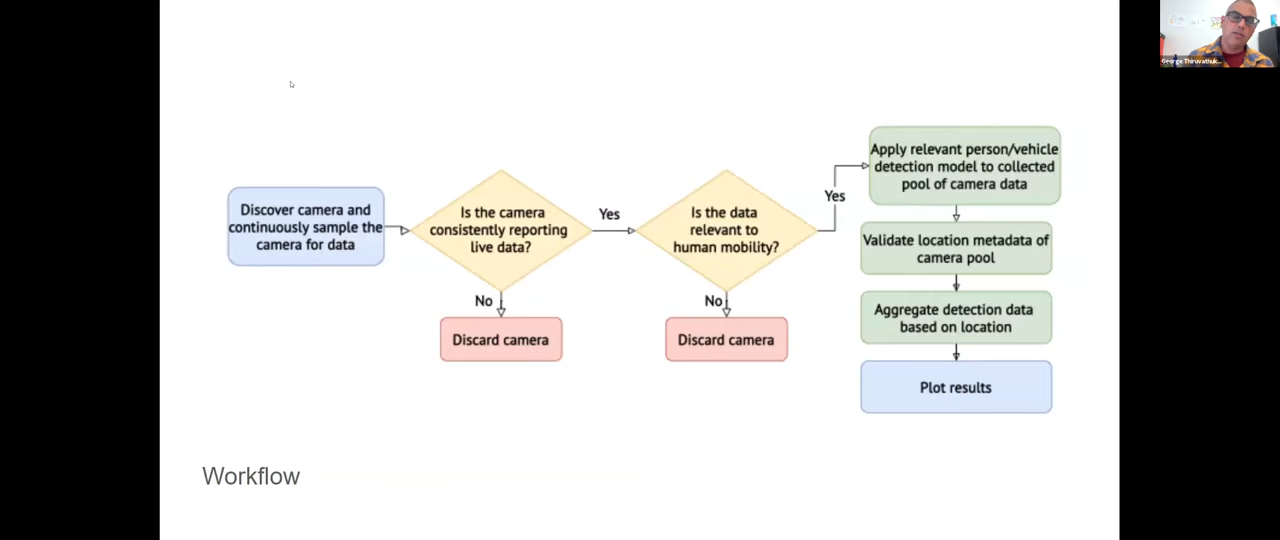 George Thiruvathuk...
Discover camera and
continuously sample the
camera for data
Is the camera
consistently reporting
live data?
Yes
No
Discard camera
Is the data
relevant to
human mobility?
Yes
No
Discard camera
Apply relevant person/vehicle
detection model to collected
pool of camera data
Validate location metadata of
camera pool
Aggregate detection data
based on location
Plot results
Workflow